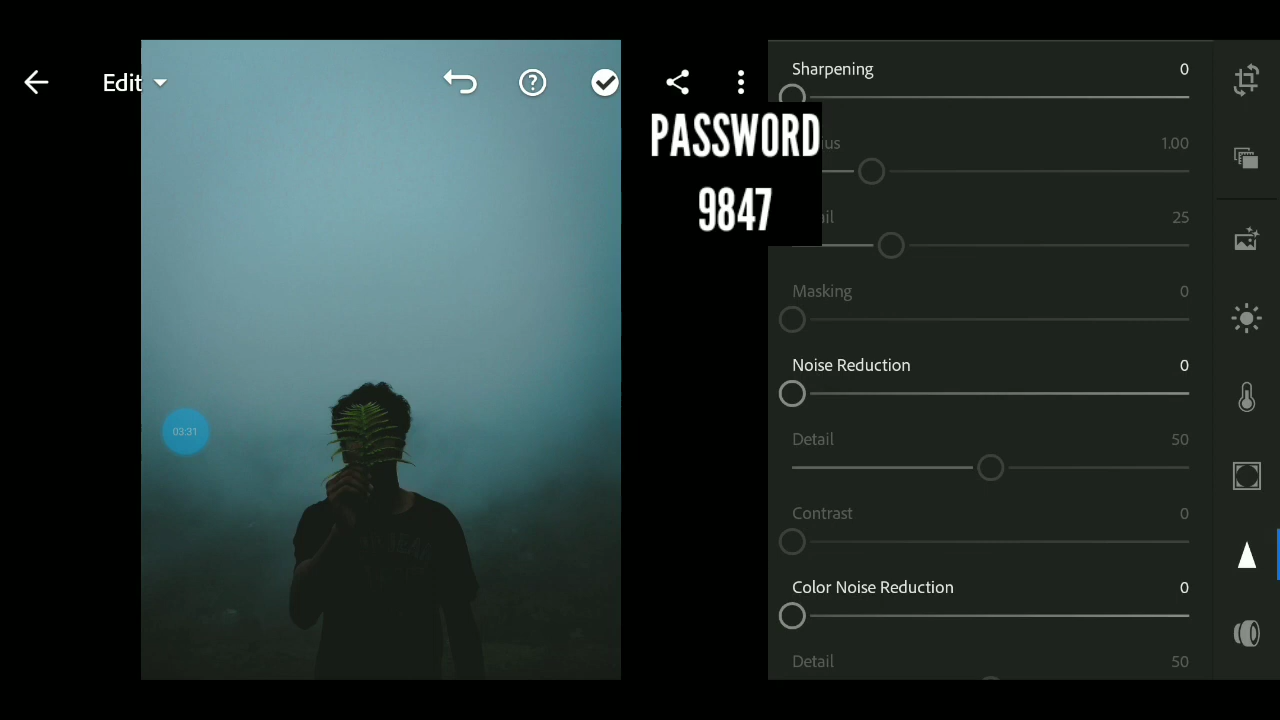 Edit
Sharpening 0
PASSWORD
9847
1.00
25
Masking 0
Noise Reduction 0
03:31
Detail 50
Contrast 0
Color Noise Reduction 0
Detail 50